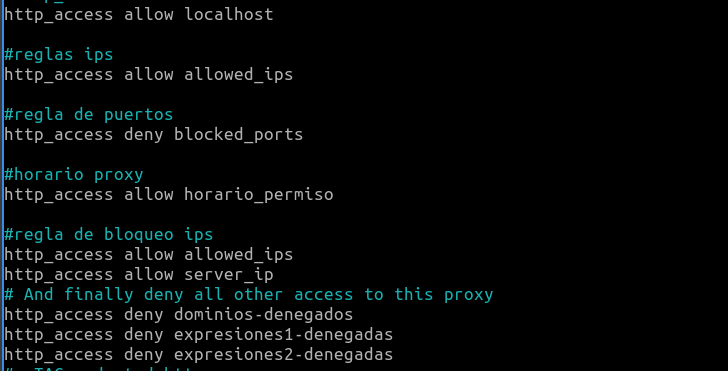 http_access allow localhost
#reglas ips
http_access allow allowed_ips
#regla de puertos
http_access deny blocked_ports
#horario proxy
http_access allow horario_permiso
#regla de bloqueo ips
http_access allow allowed_ips
http_access allow server_ip
# And finally deny all other access to this proxy
http_access deny dominios-denegados
http_access deny expresiones1-denegadas
http_access deny expresiones2-denegadas